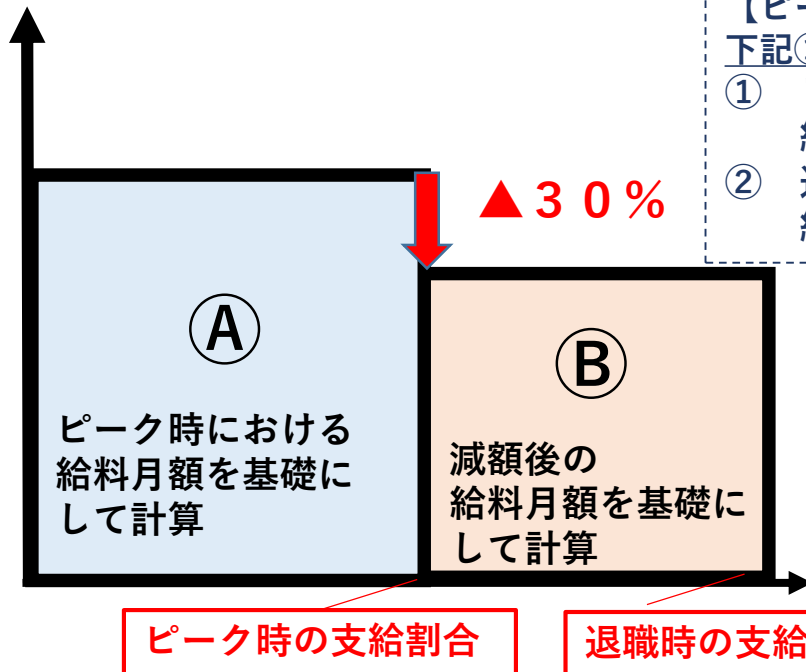 【ピー
下記
①
②
▲３０％
Ⓐ
ピーク時における
給料月額を基礎に
して計算
Ⓑ
減額後の
給料月額を基礎に
して計算
ピーク時の支給割合
退職時の支給